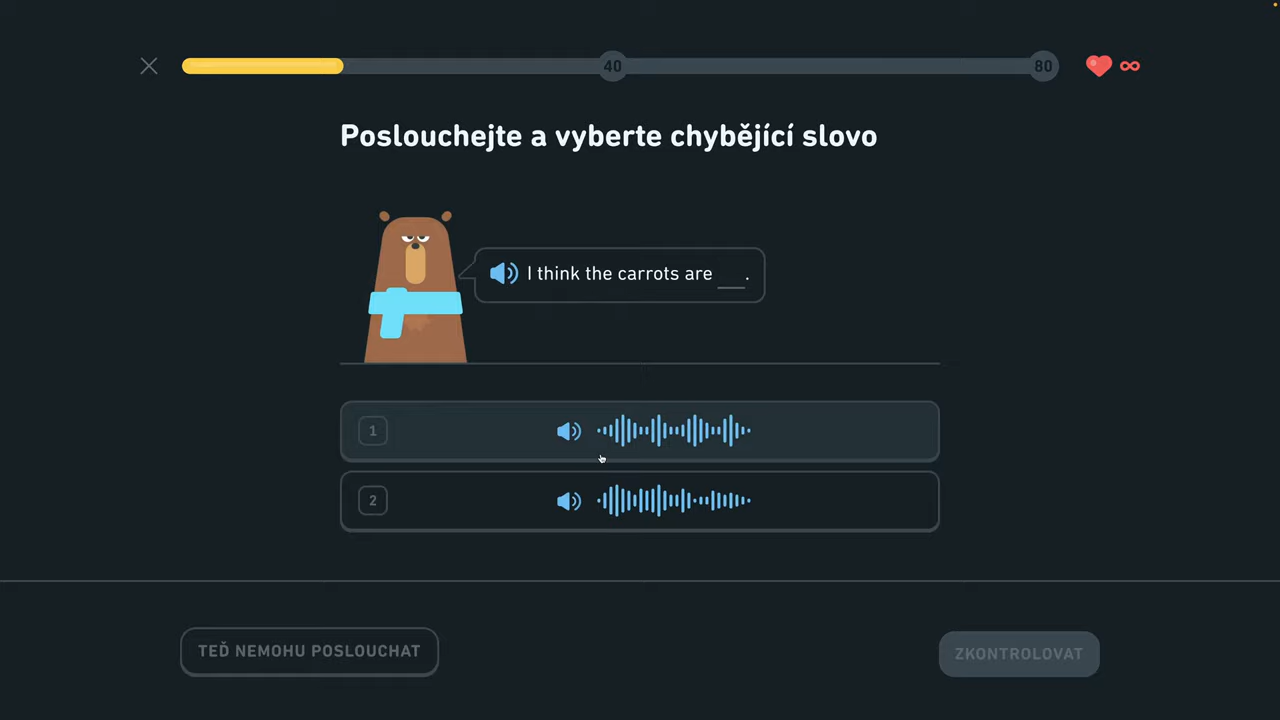 40
80
∞
Poslouchejte a vyberte chybějící slovo
I think the carrots are ___.
1
2
TEĎ NEMOHU POSLOUCHAT
ZKONTROLOVAT